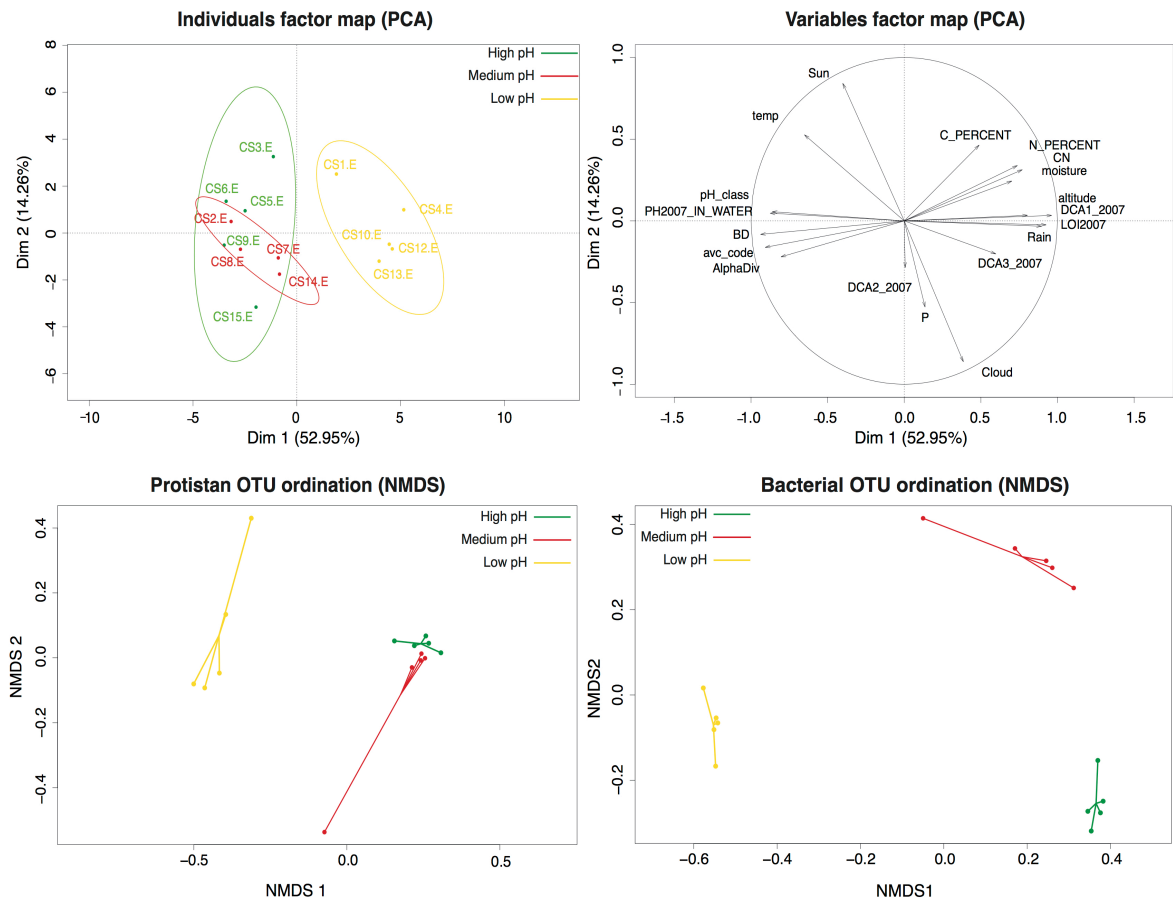 Individuals factor map (PCA)
High pH
Medium pH
Low pH
CS3.E
CS1.E
CS6.E
CS5.E
CS2.E
CS4.E
CS9.E
CS7.E
CS10.E
CS12.E
CS8.E
CS13.E
CS14.E
CS15.E
8
6
4
2
0
−2
−4
−6
Dim 2 (14.26%)
−10
−5
0
5
10
Dim 1 (52.95%)
Variables factor map (PCA)
Sun
temp
C_PERCENT
N_PERCENT
CN
moisture
pH_class
altitude
PH2007_IN_WATER
DCA1_2007
LOI2007
BD
Rain
avc_code
AlphaDiv
DCA3_2007
DCA2_2007
P
Cloud
1.0
0.5
0.0
−0.5
−1.0
Dim 2 (14.26%)
−1.5
−1.0
−0.5
0.0
0.5
1.0
1.5
Dim 1 (52.95%)
Protistan OTU ordination (NMDS)
High pH
Medium pH
Low pH
0.4
0.2
0.0
−0.2
−0.4
NMDS 2
−0.5
0.0
0.5
NMDS 1
Bacterial OTU ordination (NMDS)
High pH
Medium pH
Low pH
0.4
0.2
0.0
−0.2
NMDS2
−0.6
−0.4
−0.2
0.0
0.2
0.4
NMDS1